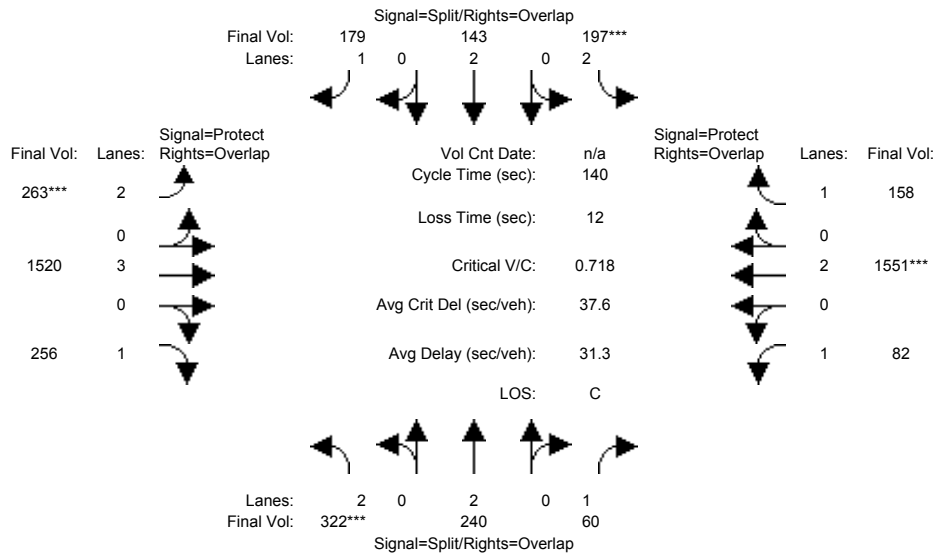 Signal=Split/Rights=Overlap
Final Vol: 179 143 197***
Lanes: 1 0 2 0 2
Signal=Protect Signal=Protect
Final Vol: Lanes: Rights=Overlap Vol Cnt Date: n/a Rights=Overlap Lanes: Final Vol:
Cycle Time (sec): 140
263*** 2 1 158
Loss Time (sec): 12
0 0
1520 3 Critical V/C: 0.718 2 1551***
0 Avg Crit Del (sec/veh): 37.6 0
256 1 Avg Delay (sec/veh): 31.3 1 82
LOS: C
Lanes: 2 0 2 0 1
Final Vol: 322*** 240 60
Signal=Split/Rights=Overlap